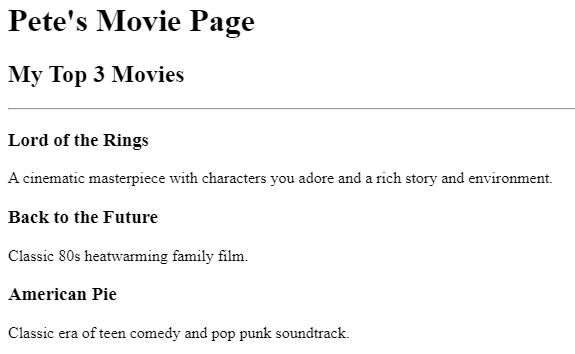 Pete's Movie Page
My Top 3 Movies
Lord of the Rings
A cinematic masterpiece with characters you adore and a rich story and environment.
Back to the Future
Classic 80s heatwarming family film.
American Pie
Classic era of teen comedy and pop punk soundtrack.